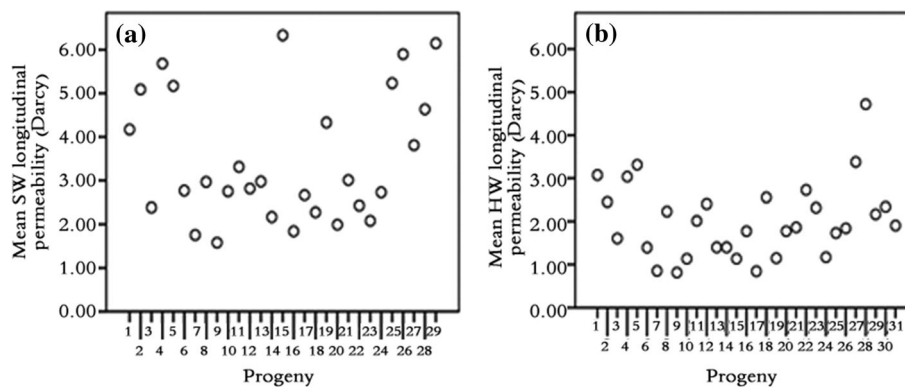 (a)
Mean SW longitudinal
permeability (Darcy)
6.00
5.00
4.00
3.00
2.00
1.00
0.00
1 3 5 7 9 11 13 15 17 19 21 23 25 27 29
2 4 6 8 10 12 14 16 18 20 22 24 26 28
Progeny
(b)
Mean HW longitudinal
permeability (Darcy)
6.00
5.00
4.00
3.00
2.00
1.00
0.00
1 3 5 7 9 11 13 15 17 19 21 23 25 27 29 31
2 4 6 8 10 12 14 16 18 20 22 24 26 28 30
Progeny